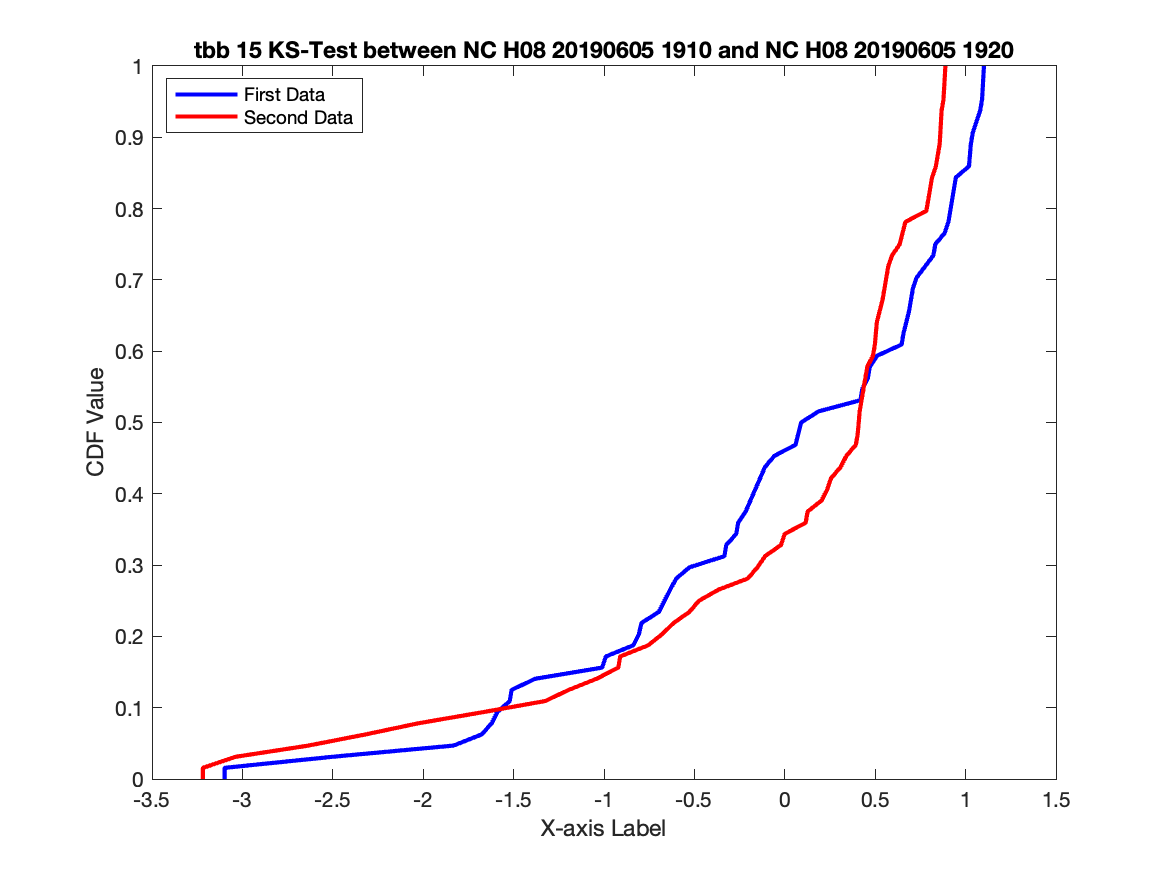 tbb 15 KS-Test between NC H08 20190605 1910 and NC H08 20190605 1920
First Data
Second Data
1
0.9
0.8
0.7
0.6
0.5
0.4
0.3
0.2
0.1
0
CDF Value
-3.5 -3 -2.5 -2 -1.5 -1 -0.5 0 0.5 1 1.5
X-axis Label